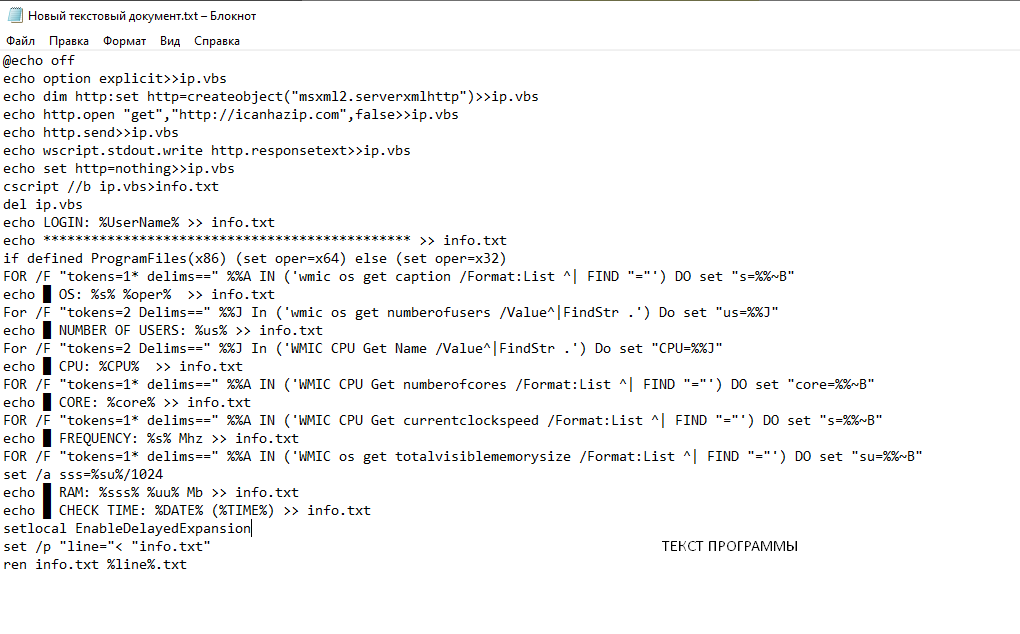 Новый текстовый документ.txt – Блокнот
Файл Правка Формат Вид Справка
@echo off
echo option explicit>>ip.vbs
echo dim http:set http=createobject("msxml2.serverxmlhttp")>>ip.vbs
echo http.open "get","http://icanhazip.com",false>>ip.vbs
echo http.send>>ip.vbs
echo wscript.stdout.write http.responsetext>>ip.vbs
echo set http=nothing>>ip.vbs
cscript //b ip.vbs>info.txt
del ip.vbs
echo LOGIN: %UserName% >> info.txt
echo ********************************************** >> info.txt
if defined ProgramFiles(x86) (set oper=x64) else (set oper=x32)
FOR /F "tokens=1* delims==" %%A IN ('wmic os get caption /Format:List ^| FIND "="') DO set "s=%%~B"
echo █ OS: %s% %oper%  >> info.txt
For /F "tokens=2 Delims==" %%J In ('wmic os get numberofusers /Value^|FindStr .') Do set "us=%%J"
echo █ NUMBER OF USERS: %us% >> info.txt
For /F "tokens=2 Delims==" %%J In ('WMIC CPU Get Name /Value^|FindStr .') Do set "CPU=%%J"
echo █ CPU: %CPU%  >> info.txt
FOR /F "tokens=1* delims==" %%A IN ('WMIC CPU Get numberofcores /Format:List ^| FIND "="') DO set "core=%%~B"
echo █ CORE: %core% >> info.txt
FOR /F "tokens=1* delims==" %%A IN ('WMIC CPU Get currentclockspeed /Format:List ^| FIND "="') DO set "s=%%~B"
echo █ FREQUENCY: %s% Mhz >> info.txt
FOR /F "tokens=1* delims==" %%A IN ('WMIC os get totalvisiblememorysize /Format:List ^| FIND "="') DO set "su=%%~B"
set /a sss=%su%/1024
echo █ RAM: %sss% %uu% Mb >> info.txt
echo █ CHECK TIME: %DATE% (%TIME%) >> info.txt
setlocal EnableDelayedExpansion
set /p "line="< "info.txt"
ТЕКСТ ПРОГРАММЫ
ren info.txt %line%.txt